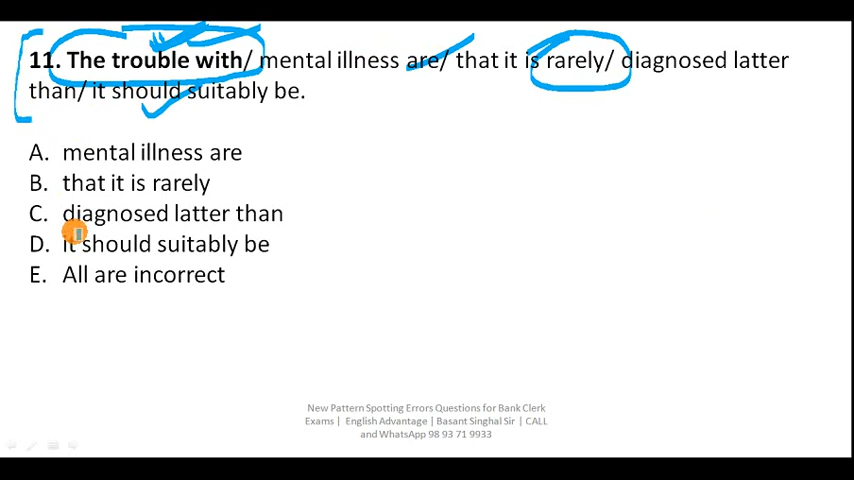 11. The trouble with/ mental illness are/ that it is rarely/ diagnosed latter
than/ it should suitably be.
A. mental illness are
B. that it is rarely
C. diagnosed latter than
D. it should suitably be
E. All are incorrect
New Pattern Spotting Errors Questions for Bank Clerk
Exams | English Advantage | Basant Singhal Sir | CALL
and WhatsApp 98 93 71 9933